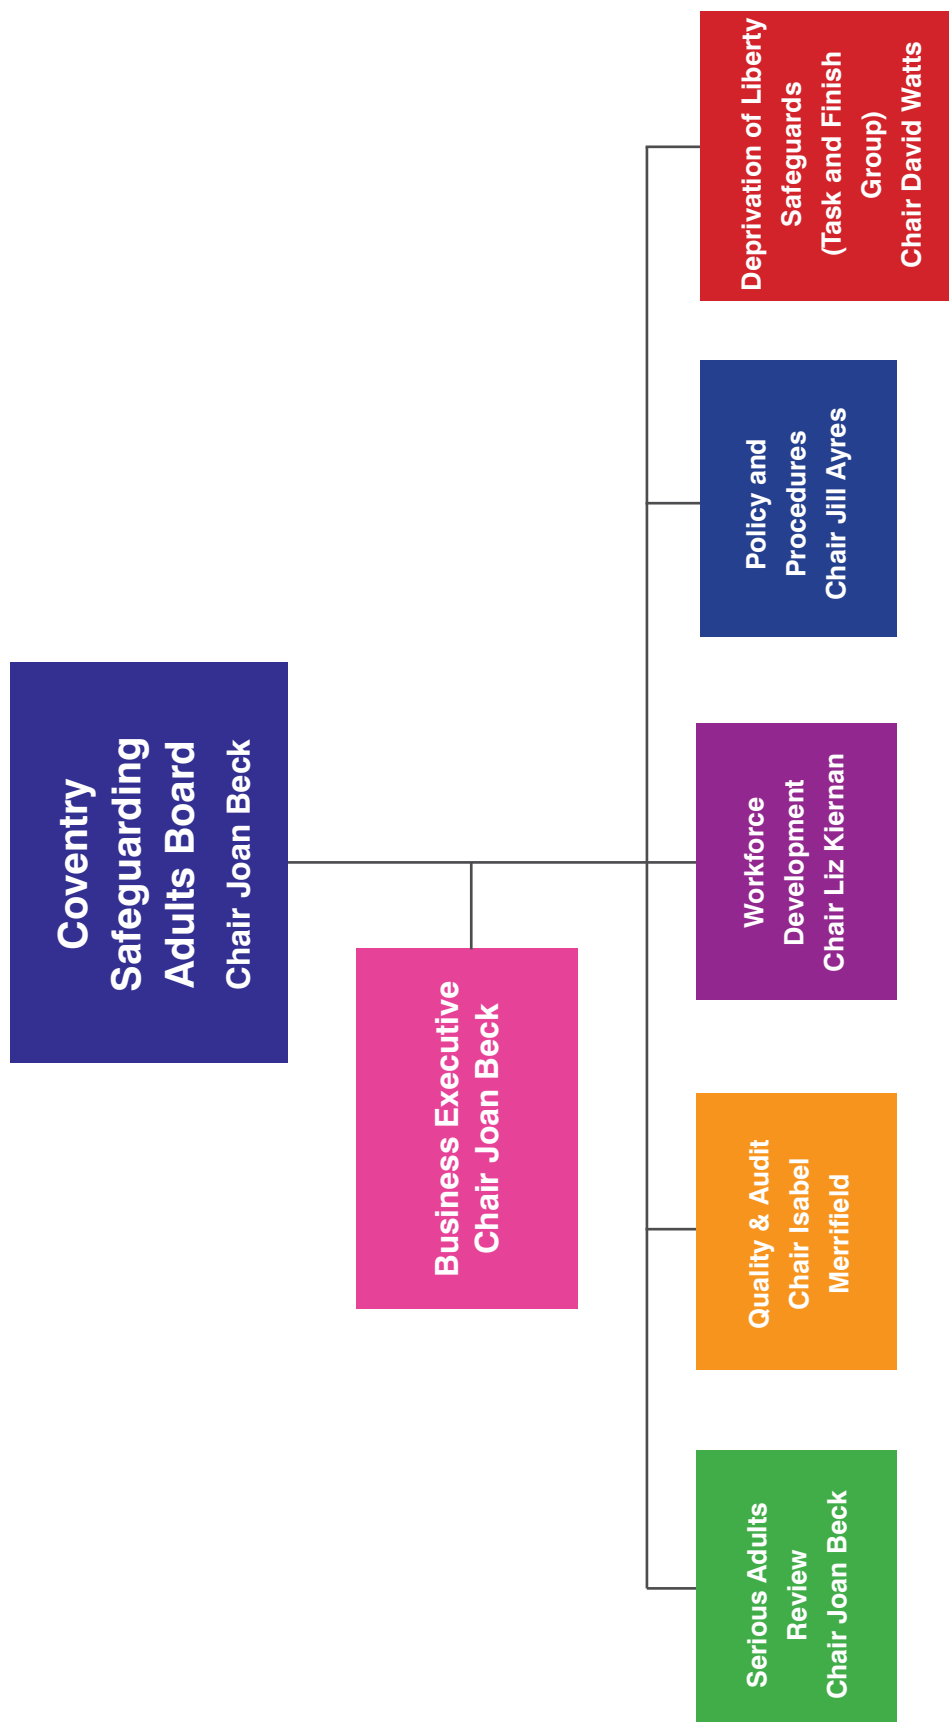 Coventry
Safeguarding
Adults Board
Chair Joan Beck
Business Executive
Chair Joan Beck
Serious Adults
Review
Chair Joan Beck
Quality & Audit
Chair Isabel
Merrifield
Workforce
Development
Chair Liz Kiernan
Policy and
Procedures
Chair Jill Ayres
Deprivation of Liberty
Safeguards
(Task and Finish
Group)
Chair David Watts